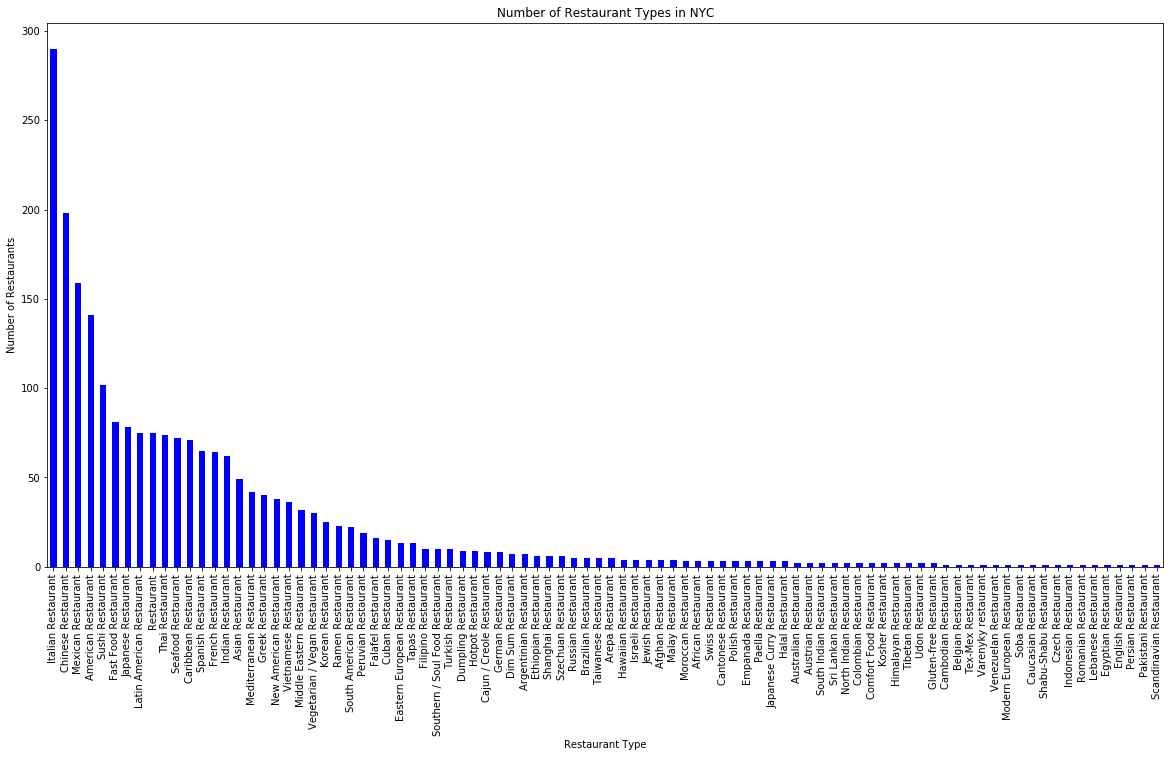 Number of Restaurant Types in NYC
300
250
200
150
100
50
0
Number of Restaurants
Italian Restaurant
Chinese Restaurant
Mexican Restaurant
American Restaurant
Sushi Restaurant
Fast Food Restaurant
Japanese Restaurant
Latin American Restaurant
Restaurant
Thai Restaurant
Seafood Restaurant
Caribbean Restaurant
Spanish Restaurant
French Restaurant
Indian Restaurant
Asian Restaurant
Mediterranean Restaurant
Greek Restaurant
New American Restaurant
Vietnamese Restaurant
Middle Eastern Restaurant
Vegetarian / Vegan Restaurant
Korean Restaurant
Ramen Restaurant
South American Restaurant
Peruvian Restaurant
Falafel Restaurant
Cuban Restaurant
Eastern European Restaurant
Tapas Restaurant
Filipino Restaurant
Southern / Soul Food Restaurant
Turkish Restaurant
Dumpling Restaurant
Hotpot Restaurant
Cajun / Creole Restaurant
German Restaurant
Dim Sum Restaurant
Argentinian Restaurant
Ethiopian Restaurant
Shanghai Restaurant
Szechuan Restaurant
Russian Restaurant
Brazilian Restaurant
Taiwanese Restaurant
Arepa Restaurant
Hawaiian Restaurant
Israeli Restaurant
Jewish Restaurant
Afghan Restaurant
Malay Restaurant
Moroccan Restaurant
African Restaurant
Swiss Restaurant
Cantonese Restaurant
Polish Restaurant
Empanada Restaurant
Paella Restaurant
Japanese Curry Restaurant
Halal Restaurant
Australian Restaurant
Austrian Restaurant
South Indian Restaurant
Sri Lankan Restaurant
North Indian Restaurant
Colombian Restaurant
Comfort Food Restaurant
Kosher Restaurant
Himalayan Restaurant
Tibetan Restaurant
Udon Restaurant
Gluten-free Restaurant
Cambodian Restaurant
Belgian Restaurant
Tex-Mex Restaurant
Varenyky restaurant
Venezuelan Restaurant
Modern European Restaurant
Soba Restaurant
Caucasian Restaurant
Shabu-Shabu Restaurant
Czech Restaurant
Indonesian Restaurant
Romanian Restaurant
Lebanese Restaurant
Egyptian Restaurant
English Restaurant
Persian Restaurant
Pakistani Restaurant
Scandinavian Restaurant
Restaurant Type